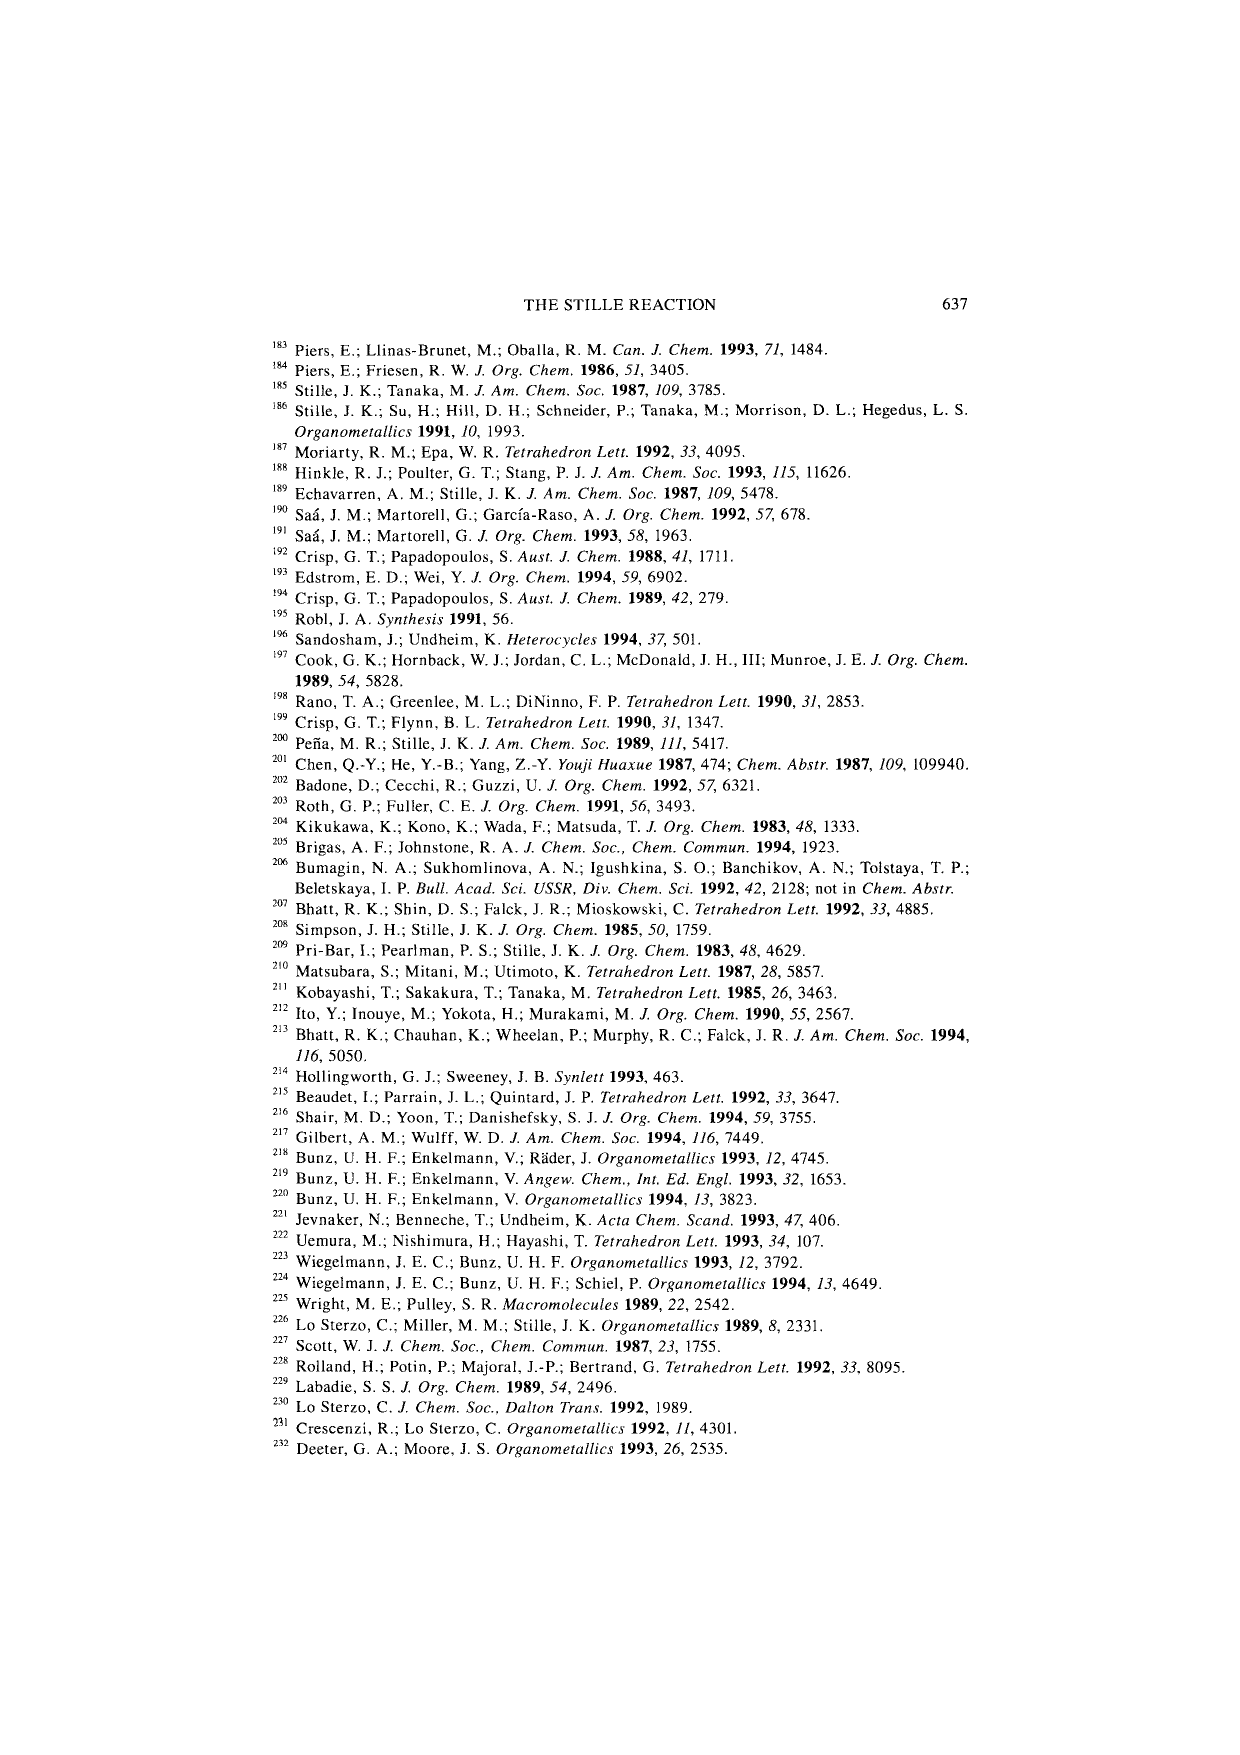 THE STILLE REACTION 637
183 Piers, E.; Llinas-Brunet, M.; Oballa, R. M. Can. J. Chem. 1993, 71, 1484.
184 Piers, E.; Friesen, R. W. J. Org. Chem. 1986, 51, 3405.
185 Stille, J. K.; Tanaka, M. J. Am. Chem. Soc. 1987, 109, 3785.
186 Stille, J. K.; Su, H.; Hill, D. H.; Schneider, P.; Tanaka, M.; Morrison, D. L.; Hegedus, L. S.
Organometallics 1991, 10, 1993.
187 Moriarty, R. M.; Epa, W. R. Tetrahedron Lett. 1992, 33, 4095.
188 Hinkle, R. J.; Poulter, G. T.; Stang, P. J. J. Am. Chem. Soc. 1993, 115, 11626.
189 Echavarren, A. M.; Stille, J. K. J. Am. Chem. Soc. 1987, 109, 5478.
190 Saá, J. M.; Martorell, G.; García-Raso, A. J. Org. Chem. 1992, 57, 678.
191 Saá, J. M.; Martorell, G. J. Org. Chem. 1993, 58, 1963.
192 Crisp, G. T.; Papadopoulos, S. Aust. J. Chem. 1988, 41, 1711.
193 Edstrom, E. D.; Wei, Y. J. Org. Chem. 1994, 59, 6902.
194 Crisp, G. T.; Papadopoulos, S. Aust. J. Chem. 1989, 42, 279.
195 Robl, J. A. Synthesis 1991, 56.
196 Sandosham, J.; Undheim, K. Heterocycles 1994, 37, 501.
197 Cook, G. K.; Hornback, W. J.; Jordan, C. L.; McDonald, J. H., III; Munroe, J. E. J. Org. Chem.
1989, 54, 5828.
198 Rano, T. A.; Greenlee, M. L.; DiNinno, F. P. Tetrahedron Lett. 1990, 31, 2853.
199 Crisp, G. T.; Flynn, B. L. Tetrahedron Lett. 1990, 31, 1347.
200 Peña, M. R.; Stille, J. K. J. Am. Chem. Soc. 1989, 111, 5417.
201 Chen, Q.-Y.; He, Y.-B.; Yang, Z.-Y. Youji Huaxue 1987, 474; Chem. Abstr. 1987, 109, 109940.
202 Badone, D.; Cecchi, R.; Guzzi, U. J. Org. Chem. 1992, 57, 6321.
203 Roth, G. P.; Fuller, C. E. J. Org. Chem. 1991, 56, 3493.
204 Kikukawa, K.; Kono, K.; Wada, F.; Matsuda, T. J. Org. Chem. 1983, 48, 1333.
205 Brigas, A. F.; Johnstone, R. A. J. Chem. Soc., Chem. Commun. 1994, 1923.
206 Bumagin, N. A.; Sukhomlinova, A. N.; Igushkina, S. O.; Banchikov, A. N.; Tolstaya, T. P.;
Beletskaya, I. P. Bull. Acad. Sci. USSR, Div. Chem. Sci. 1992, 42, 2128; not in Chem. Abstr.
207 Bhatt, R. K.; Shin, D. S.; Falck, J. R.; Mioskowski, C. Tetrahedron Lett. 1992, 33, 4885.
208 Simpson, J. H.; Stille, J. K. J. Org. Chem. 1985, 50, 1759.
209 Pri-Bar, I.; Pearlman, P. S.; Stille, J. K. J. Org. Chem. 1983, 48, 4629.
210 Matsubara, S.; Mitani, M.; Utimoto, K. Tetrahedron Lett. 1987, 28, 5857.
211 Kobayashi, T.; Sakakura, T.; Tanaka, M. Tetrahedron Lett. 1985, 26, 3463.
212 Ito, Y.; Inouye, M.; Yokota, H.; Murakami, M. J. Org. Chem. 1990, 55, 2567.
213 Bhatt, R. K.; Chauhan, K.; Wheelan, P.; Murphy, R. C.; Falck, J. R. J. Am. Chem. Soc. 1994,
116, 5050.
214 Hollingworth, G. J.; Sweeney, J. B. Synlett 1993, 463.
215 Beaudet, I.; Parrain, J. L.; Quintard, J. P. Tetrahedron Lett. 1992, 33, 3647.
216 Shair, M. D.; Yoon, T.; Danishefsky, S. J. J. Org. Chem. 1994, 59, 3755.
217 Gilbert, A. M.; Wulff, W. D. J. Am. Chem. Soc. 1994, 116, 7449.
218 Bunz, U. H. F.; Enkelmann, V.; Räder, J. Organometallics 1993, 12, 4745.
219 Bunz, U. H. F.; Enkelmann, V. Angew. Chem., Int. Ed. Engl. 1993, 32, 1653.
220 Bunz, U. H. F.; Enkelmann, V. Organometallics 1994, 13, 3823.
221 Jevnaker, N.; Benneche, T.; Undheim, K. Acta Chem. Scand. 1993, 47, 406.
222 Uemura, M.; Nishimura, H.; Hayashi, T. Tetrahedron Lett. 1993, 34, 107.
223 Wiegelmann, J. E. C.; Bunz, U. H. F. Organometallics 1993, 12, 3792.
224 Wiegelmann, J. E. C.; Bunz, U. H. F.; Schiel, P. Organometallics 1994, 13, 4649.
225 Wright, M. E.; Pulley, S. R. Macromolecules 1989, 22, 2542.
226 Lo Sterzo, C.; Miller, M. M.; Stille, J. K. Organometallics 1989, 8, 2331.
227 Scott, W. J. J. Chem. Soc., Chem. Commun. 1987, 23, 1755.
228 Rolland, H.; Potin, P.; Majoral, J.-P.; Bertrand, G. Tetrahedron Lett. 1992, 33, 8095.
229 Labadie, S. S. J. Org. Chem. 1989, 54, 2496.
230 Lo Sterzo, C. J. Chem. Soc., Dalton Trans. 1992, 1989.
231 Crescenzi, R.; Lo Sterzo, C. Organometallics 1992, 11, 4301.
232 Deeter, G. A.; Moore, J. S. Organometallics 1993, 26, 2535.